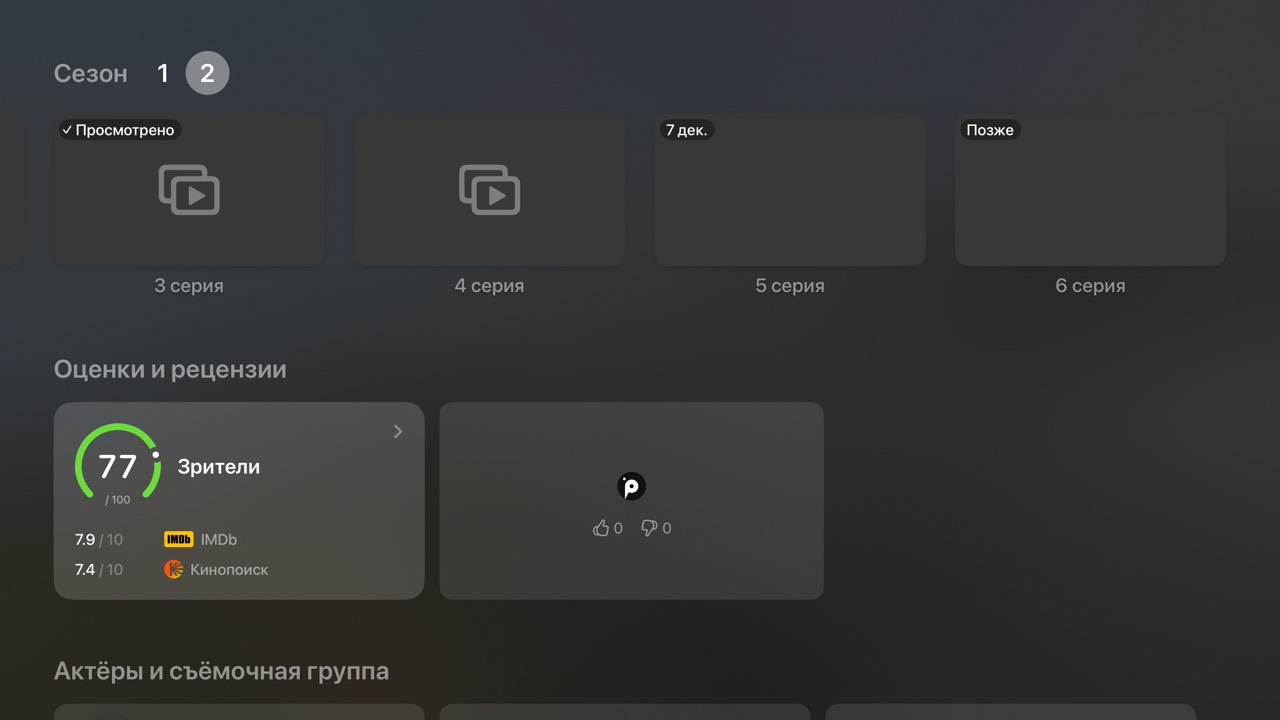 Сезон 1 2
✓ Просмотрено
7 дек.
Позже
3 серия
4 серия
5 серия
6 серия
Оценки и рецензии
77
/ 100
Зрители
7.9 / 10 IMDb IMDb
7.4 / 10 Кинопоиск
0 0
Актёры и съёмочная группа